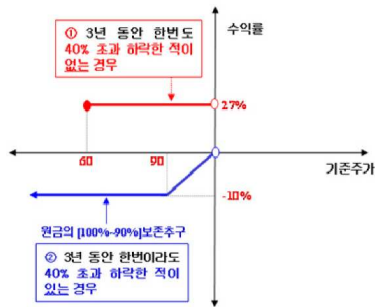 ① 3년 동안 한번도
40% 초과 하락한 적이
없는 경우
수익률
27%
60
90
기준주가
-10%
원금의 [100%~90%]보존추구
② 3년 동안 한번이라도
40% 초과 하락한 적이
있는 경우